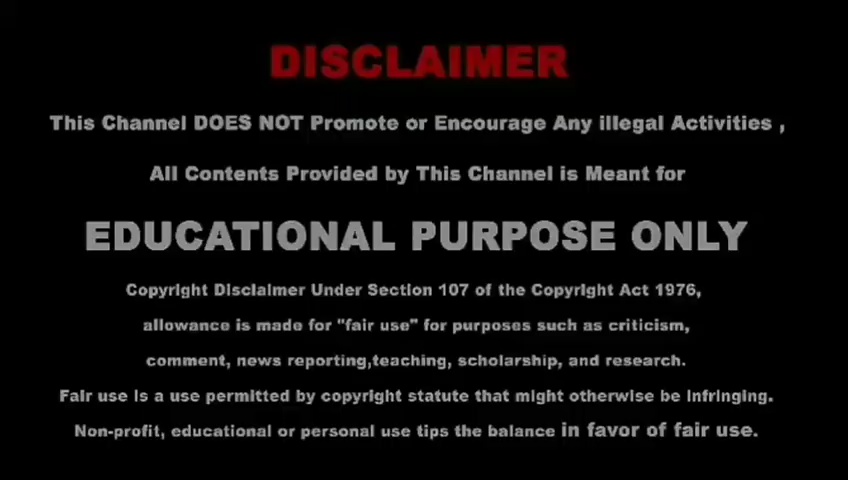 DISCLAIMER
This Channel DOES NOT Promote or Encourage Any illegal Activities ,
All Contents Provided by This Channel is Meant for
EDUCATIONAL PURPOSE ONLY
Copyright Disclaimer Under Section 107 of the Copyright Act 1976,
allowance is made for "fair use" for purposes such as criticism,
comment, news reporting,teaching, scholarship, and research.
Fair use is a use permitted by copyright statute that might otherwise be infringing.
Non-profit, educational or personal use tips the balance in favor of fair use.